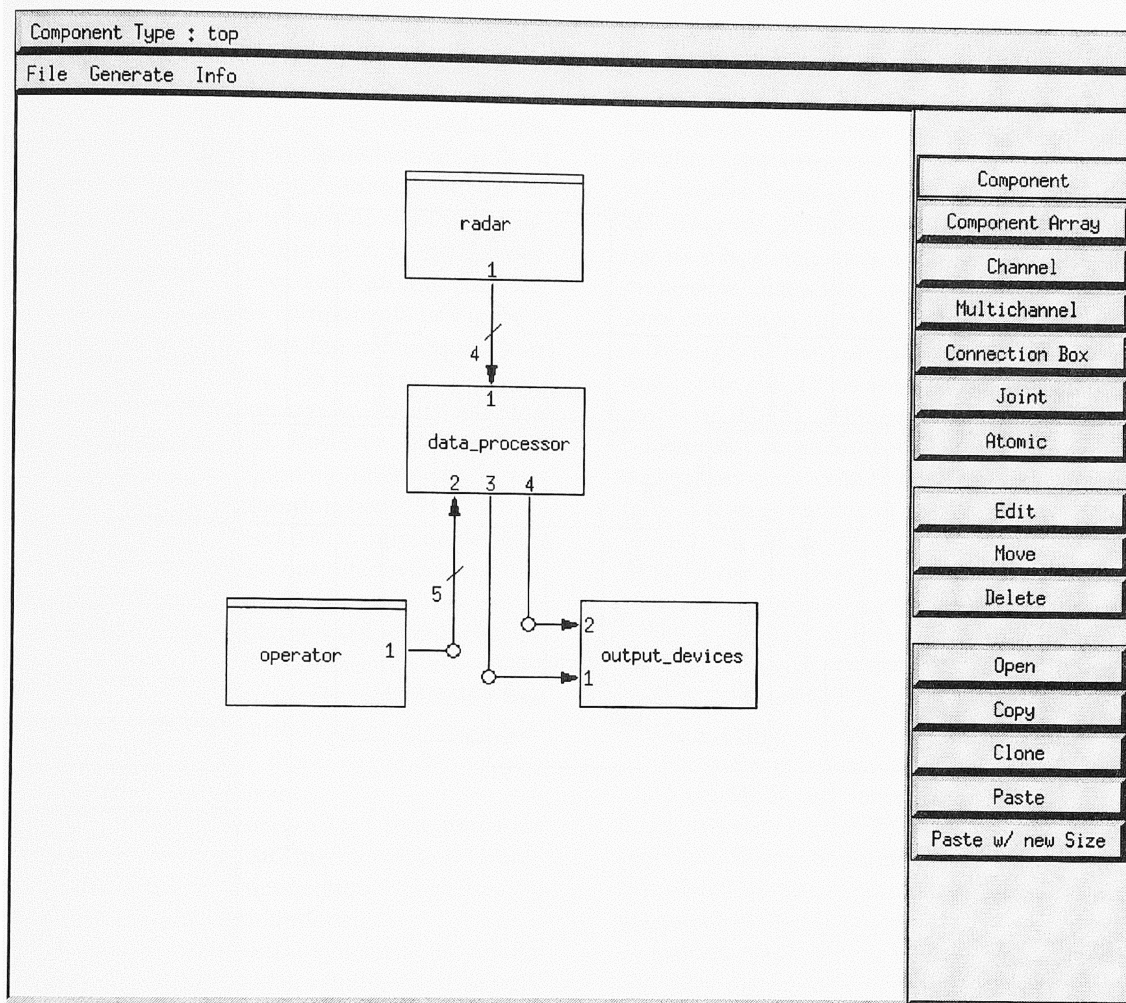 Component Type : top
File Generate Info
radar
1
4
1
data_processor
2 3 4
5
operator 1
2
output_devices
1
Component
Component Array
Channel
Multichannel
Connection Box
Joint
Atomic
Edit
Move
Delete
Open
Copy
Clone
Paste
Paste w/ new Size